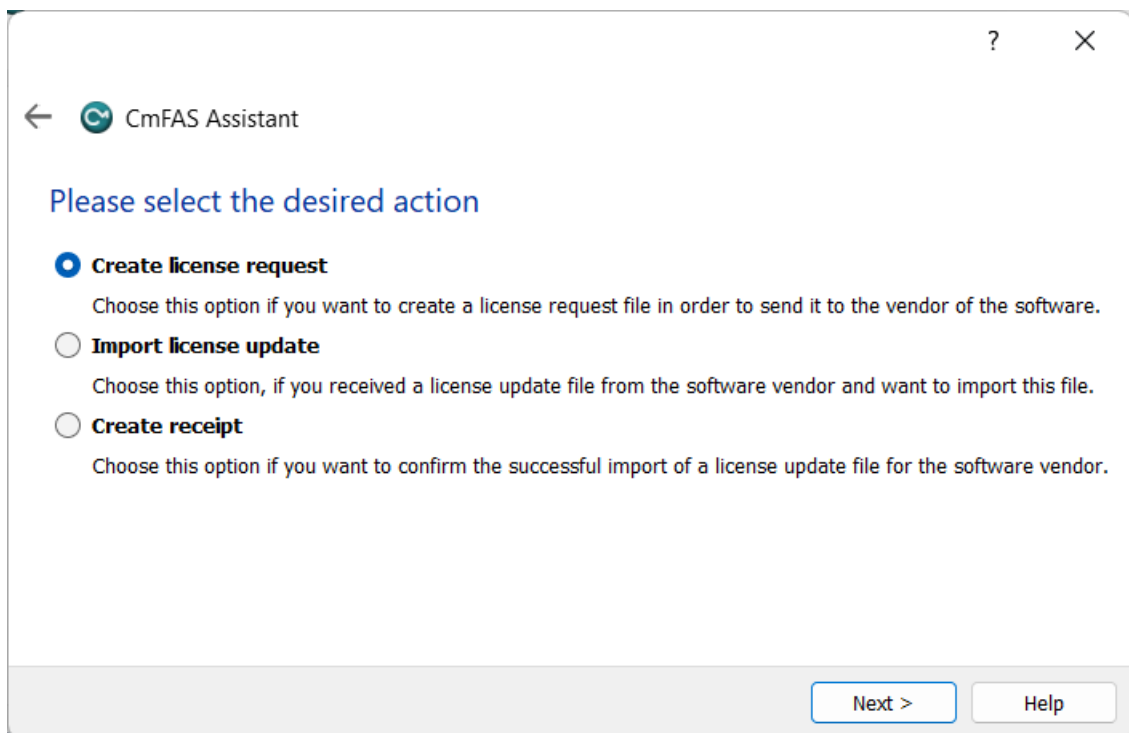 ?
CmFAS Assistant
Please select the desired action
Create license request
Choose this option if you want to create a license request file in order to send it to the vendor of the software.
Import license update
Choose this option, if you received a license update file from the software vendor and want to import this file.
Create receipt
Choose this option if you want to confirm the successful import of a license update file for the software vendor.
Next > Help